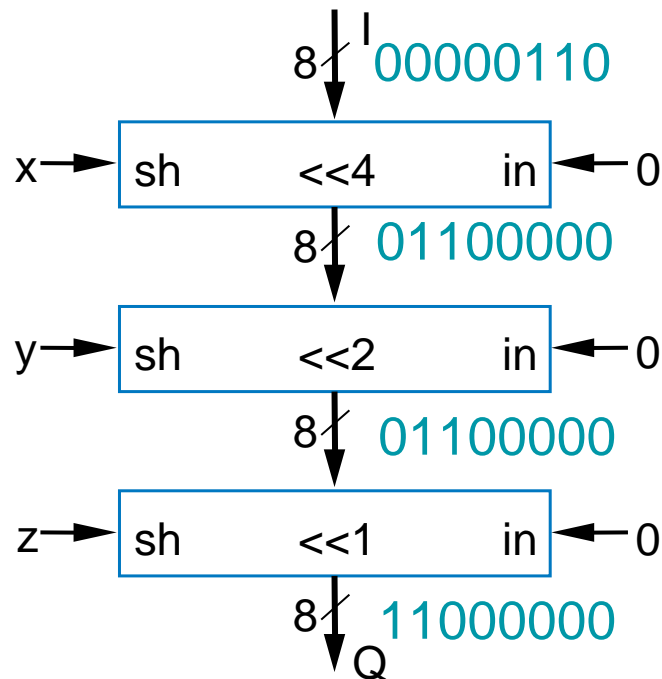 I
8 00000110
x sh <<4 in 0
8 01100000
y sh <<2 in 0
8 01100000
z sh <<1 in 0
8 11000000
Q